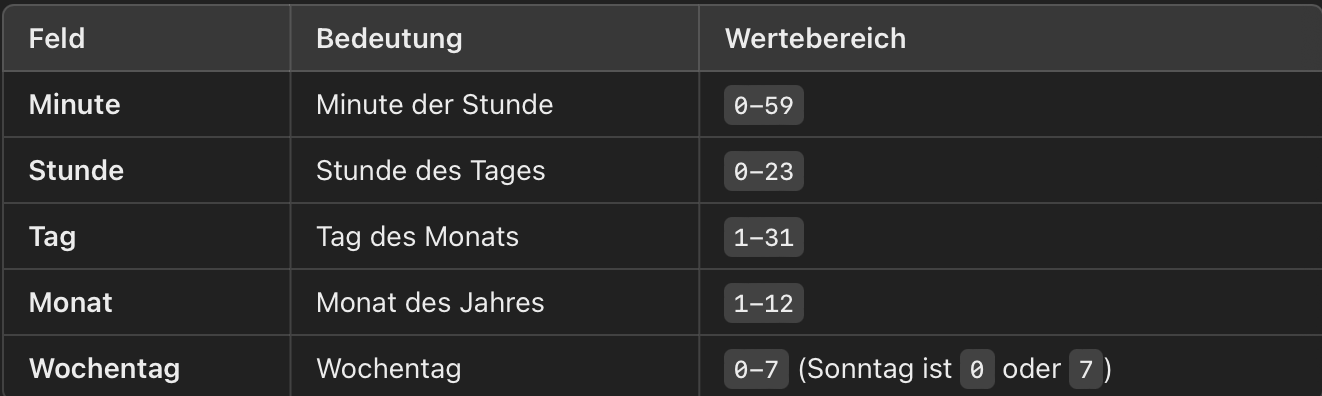 Feld Bedeutung Wertebereich
Minute Minute der Stunde 0–59
Stunde Stunde des Tages 0–23
Tag Tag des Monats 1–31
Monat Monat des Jahres 1–12
Wochentag Wochentag 0–7 (Sonntag ist 0 oder 7)